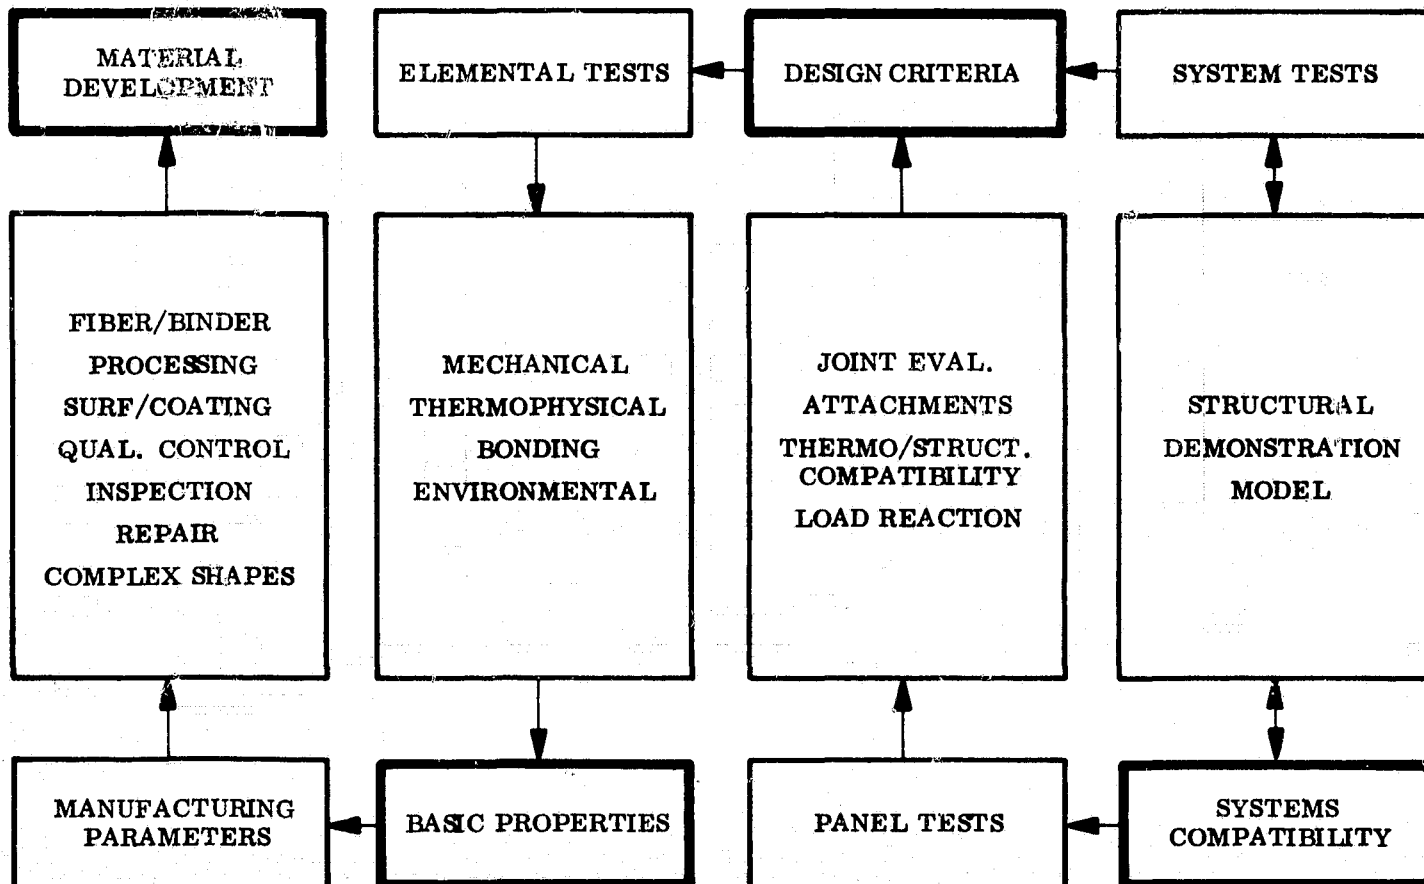 MATERIAL
DEVELOPMENT
ELEMENTAL TESTS
DESIGN CRITERIA
SYSTEM TESTS
FIBER/BINDER
PROCESSING
SURF/COATING
QUAL. CONTROL
INSPECTION
REPAIR
COMPLEX SHAPES
MECHANICAL
THERMOPHYSICAL
BONDING
ENVIRONMENTAL
JOINT EVAL.
ATTACHMENTS
THERMO/STRUCT.
COMPATIBILITY
LOAD REACTION
STRUCTURAL
DEMONSTRATION
MODEL
MANUFACTURING
PARAMETERS
BASIC PROPERTIES
PANEL TESTS
SYSTEMS
COMPATIBILITY